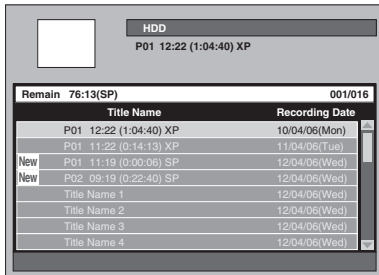 HDD
P01 12:22 (1:04:40) XP
Remain 76:13(SP) 001/016
Title Name Recording Date
P01 12:22 (1:04:40) XP 10/04/06(Mon)
P01 11:22 (0:14:13) XP 11/04/06(Tue)
New P01 11:19 (0:00:06) SP 12/04/06(Wed)
New P02 09:19 (0:22:40) SP 12/04/06(Wed)
Title Name 1 12/04/06(Wed)
Title Name 2 12/04/06(Wed)
Title Name 3 12/04/06(Wed)
Title Name 4 12/04/06(Wed)